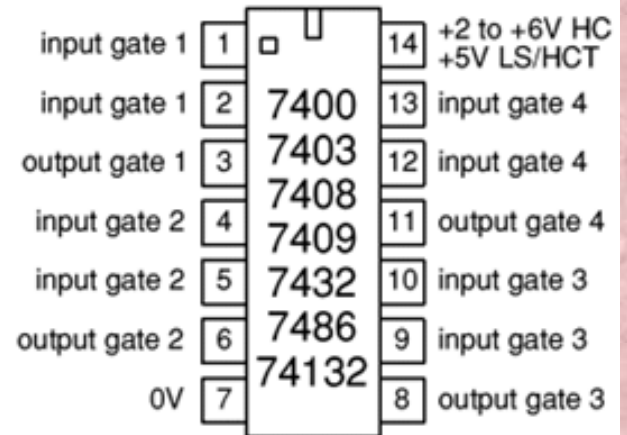 input gate 1 1
input gate 1 2
output gate 1 3
input gate 2 4
input gate 2 5
output gate 2 6
0V 7
7400
7403
7408
7409
7432
7486
74132
14 +2 to +6V HC
+5V LS/HCT
13 input gate 4
12 input gate 4
11 output gate 4
10 input gate 3
9 input gate 3
8 output gate 3